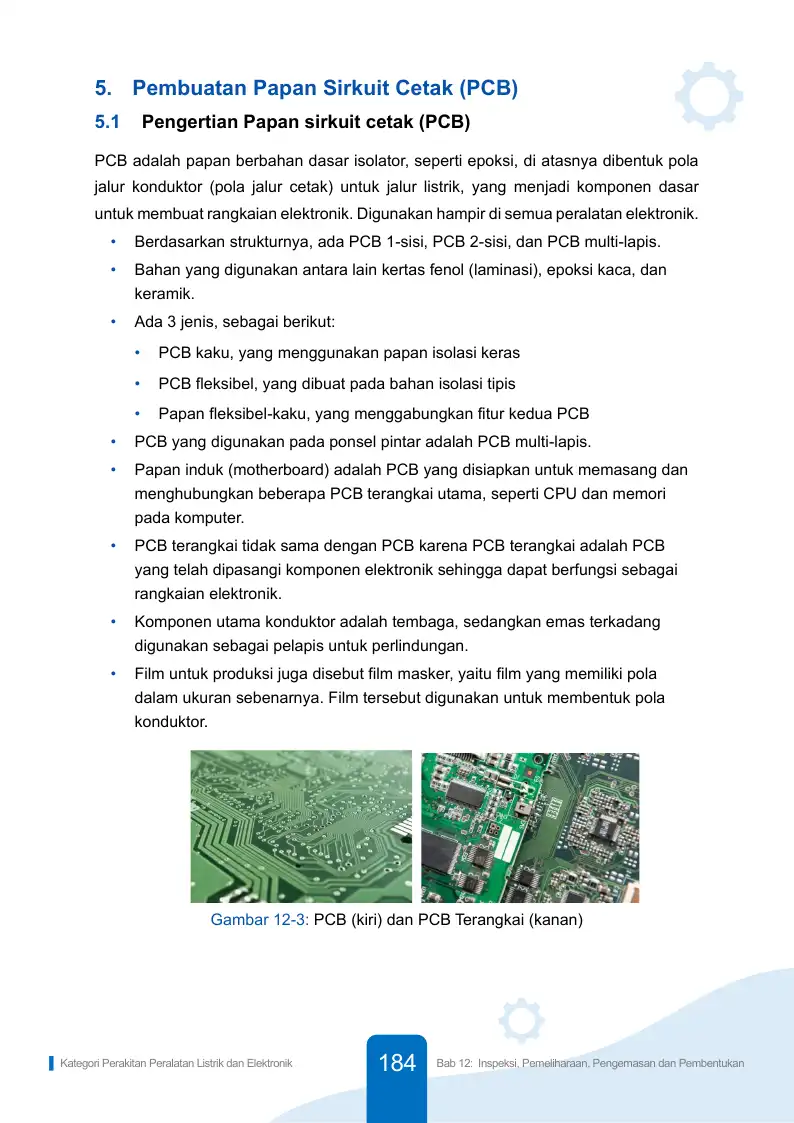 5. Pembuatan Papan Sirkuit Cetak (PCB)
5.1 Pengertian Papan sirkuit cetak (PCB)
PCB adalah papan berbahan dasar isolator, seperti epoksi, di atasnya dibentuk pola
jalur konduktor (pola jalur cetak) untuk jalur listrik, yang menjadi komponen dasar
untuk membuat rangkaian elektronik. Digunakan hampir di semua peralatan elektronik.
• Berdasarkan strukturnya, ada PCB 1-sisi, PCB 2-sisi, dan PCB multi-lapis.
• Bahan yang digunakan antara lain kertas fenol (laminasi), epoksi kaca, dan
keramik.
• Ada 3 jenis, sebagai berikut:
• PCB kaku, yang menggunakan papan isolasi keras
• PCB fleksibel, yang dibuat pada bahan isolasi tipis
• Papan fleksibel-kaku, yang menggabungkan fitur kedua PCB
• PCB yang digunakan pada ponsel pintar adalah PCB multi-lapis.
• Papan induk (motherboard) adalah PCB yang disiapkan untuk memasang dan
menghubungkan beberapa PCB terangkai utama, seperti CPU dan memori
pada komputer.
• PCB terangkai tidak sama dengan PCB karena PCB terangkai adalah PCB
yang telah dipasangi komponen elektronik sehingga dapat berfungsi sebagai
rangkaian elektronik.
• Komponen utama konduktor adalah tembaga, sedangkan emas terkadang
digunakan sebagai pelapis untuk perlindungan.
• Film untuk produksi juga disebut film masker, yaitu film yang memiliki pola
dalam ukuran sebenarnya. Film tersebut digunakan untuk membentuk pola
konduktor.
Gambar 12-3: PCB (kiri) dan PCB Terangkai (kanan)
Kategori Perakitan Peralatan Listrik dan Elektronik
184
Bab 12: Inspeksi, Pemeliharaan, Pengemasan dan Pembentukan